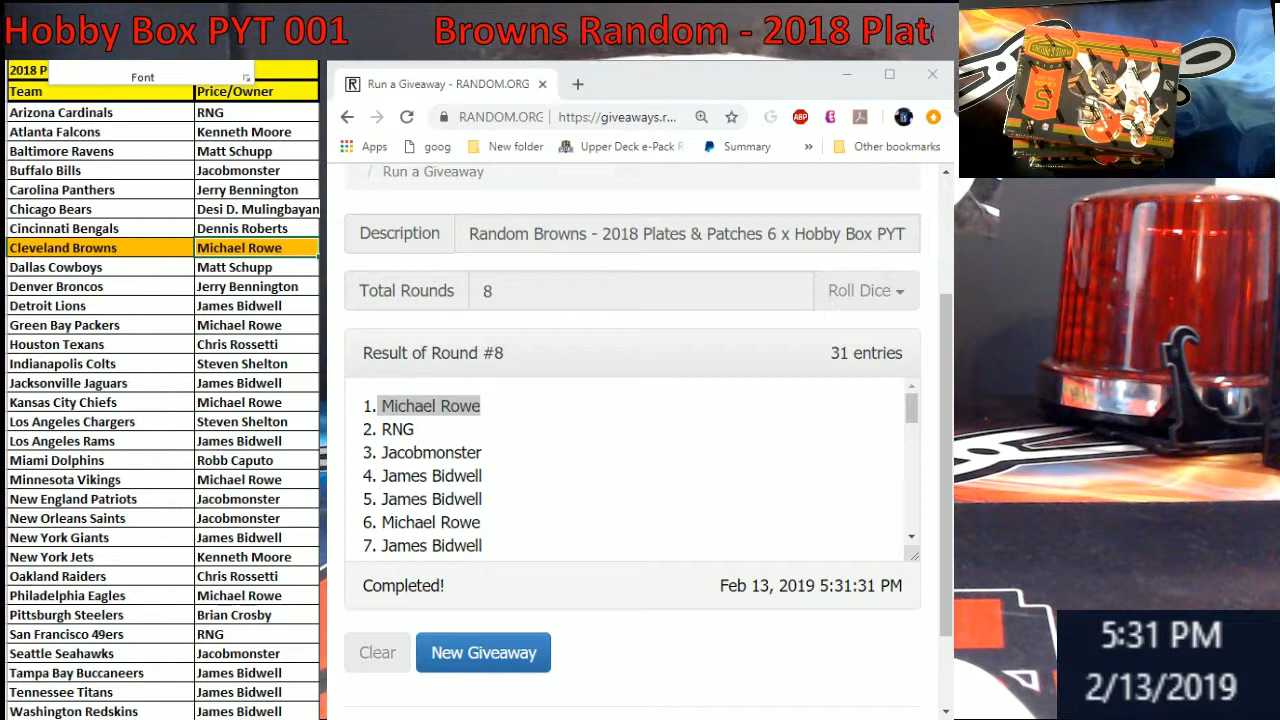 Hobby Box PYT 001 Browns Random - 2018 Plat
2018 P
Font
Team Price/Owner
Arizona Cardinals RNG
Atlanta Falcons Kenneth Moore
Baltimore Ravens Matt Schupp
Buffalo Bills Jacobmonster
Carolina Panthers Jerry Bennington
Chicago Bears Desi D. Mulingbayan
Cincinnati Bengals Dennis Roberts
Cleveland Browns Michael Rowe
Dallas Cowboys Matt Schupp
Denver Broncos Jerry Bennington
Detroit Lions James Bidwell
Green Bay Packers Michael Rowe
Houston Texans Chris Rossetti
Indianapolis Colts Steven Shelton
Jacksonville Jaguars James Bidwell
Kansas City Chiefs Michael Rowe
Los Angeles Chargers Steven Shelton
Los Angeles Rams James Bidwell
Miami Dolphins Robb Caputo
Minnesota Vikings Michael Rowe
New England Patriots Jacobmonster
New Orleans Saints Jacobmonster
New York Giants James Bidwell
New York Jets Kenneth Moore
Oakland Raiders Chris Rossetti
Philadelphia Eagles Michael Rowe
Pittsburgh Steelers Brian Crosby
San Francisco 49ers RNG
Seattle Seahawks Jacobmonster
Tampa Bay Buccaneers James Bidwell
Tennessee Titans James Bidwell
Washington Redskins James Bidwell
Run a Giveaway - RANDOM.ORG
RANDOM.ORG https://giveaways.r...
ABP
Apps goog New folder Upper Deck e-Pack R Summary » Other bookmarks
/ Run a Giveaway
Description Random Browns - 2018 Plates & Patches 6 x Hobby Box PYT
Total Rounds 8 Roll Dice
Result of Round #8 31 entries
1. Michael Rowe
2. RNG
3. Jacobmonster
4. James Bidwell
5. James Bidwell
6. Michael Rowe
7. James Bidwell
Completed! Feb 13, 2019 5:31:31 PM
Clear New Giveaway
5:31 PM
2/13/2019